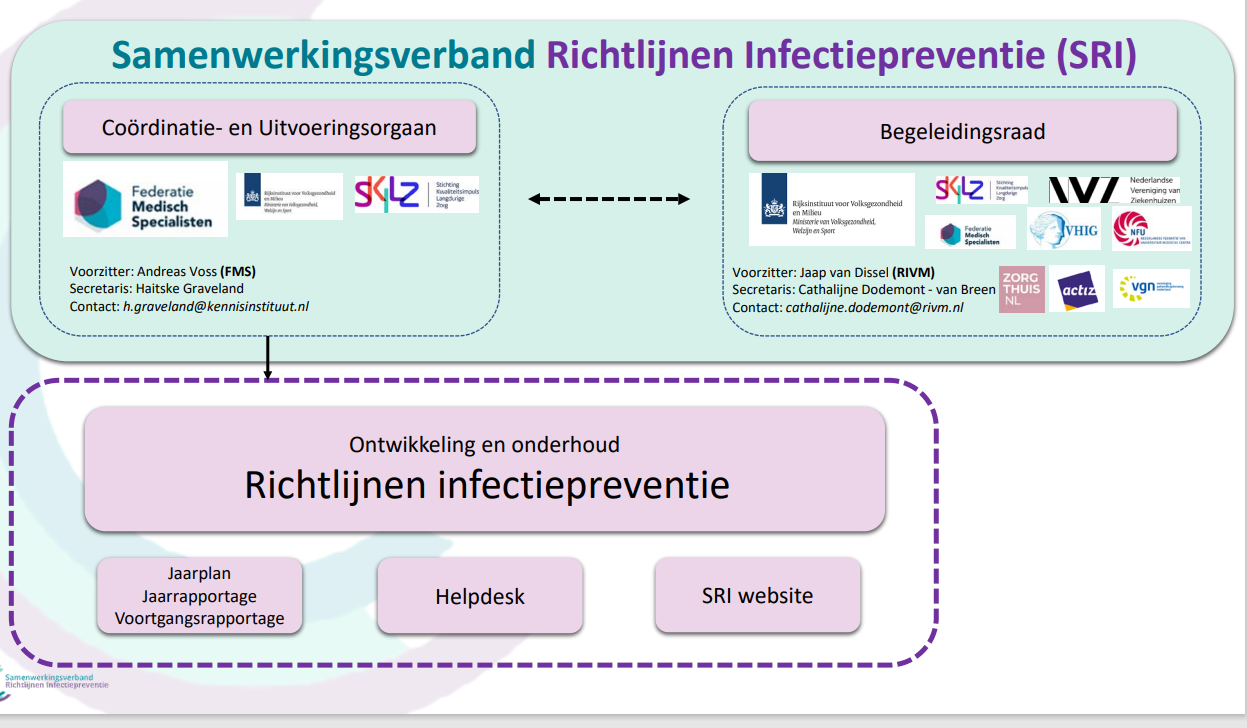 Samenwerkingsverband Richtlijnen Infectiepreventie (SRI)
Coördinatie- en Uitvoeringsorgaan
Federatie
Medisch
Specialisten
Rijksinstituut voor Volksgezondheid
en Milieu
Ministerie van Volksgezondheid,
Welzijn en Sport
SKILZ
Stichting
Kwaliteitsimpuls
Langdurige
Zorg
Voorzitter: Andreas Voss (FMS)
Secretaris: Haitske Graveland
Contact: h.graveland@kennisinstituut.nl
Begeleidingsraad
Rijksinstituut voor Volksgezondheid
en Milieu
Ministerie van Volksgezondheid,
Welzijn en Sport
SKILZ
Stichting
Kwaliteitsimpuls
Langdurige
Zorg
Nederlandse
Vereniging van
Ziekenhuizen
Federatie
Medisch
Specialisten
VHIG
NFU
Voorzitter: Jaap van Dissel (RIVM)
Secretaris: Cathalijne Dodemont - van Breen
Contact: cathalijne.dodemont@rivm.nl
ZORG
THUIS
NL
actiz
vgn
Ontwikkeling en onderhoud
Richtlijnen infectiepreventie
Jaarplan
Jaarrapportage
Voortgangsrapportage
Helpdesk
SRI website
Samenwerkingsverband
Richtlijnen Infectiepreventie